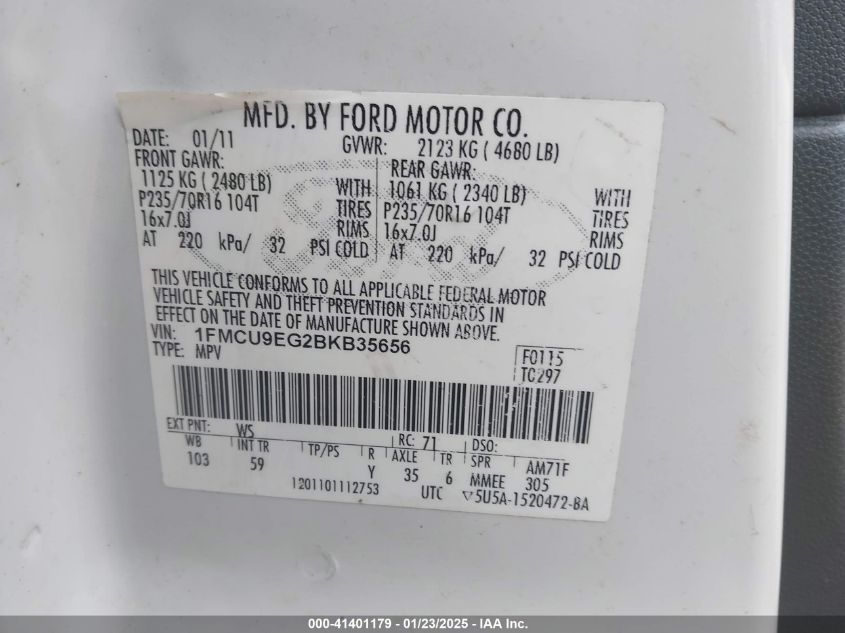 MFD. BY FORD MOTOR CO.
DATE: 01/11 GVWR: 2123 KG ( 4680 LB)
FRONT GAWR: REAR GAWR:
1125 KG ( 2480 LB) WITH 1061 KG ( 2340 LB) WITH
P235/70R16 104T TIRES P235/70R16 104T TIRES
16x7.0J RIMS 16x7.0J RIMS
AT 220 kPa/ 32 PSI COLD AT 220 kPa/ 32 PSI COLD
THIS VEHICLE CONFORMS TO ALL APPLICABLE FEDERAL MOTOR
VEHICLE SAFETY AND THEFT PREVENTION STANDARDS IN
EFFECT ON THE DATE OF MANUFACTURE SHOWN ABOVE.
VIN: 1FMCU9EG2BKB35656
TYPE: MPV
F0115
TC297
EXT PNT: WS RC: 71 DSO:
WB INT TR TP/PS R AXLE TR SPR AM71F
103 59 Y 35 6 MMEE 305
1201101112753 UTC ▽5U5A-1520472-BA
000-41401179 - 01/23/2025 - IAA Inc.